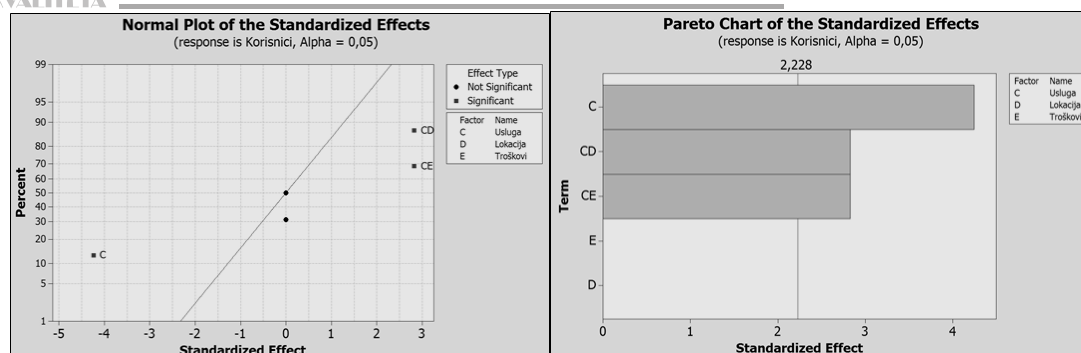 Normal Plot of the Standardized Effects
(response is Korisnici, Alpha = 0,05)
99
95
90
80
70
60
50
40
30
20
10
5
1
Percent
CD
CE
C
-5 -4 -3 -2 -1 0 1 2 3
Standardized Effect
Effect Type
Not Significant
Significant
Factor Name
C Usluga
D Lokacija
E Troškovi
Pareto Chart of the Standardized Effects
(response is Korisnici, Alpha = 0,05)
2,228
Term
C
CD
CE
E
D
0 1 2 3 4
Standardized Effect
Factor Name
C Usluga
D Lokacija
E Troškovi